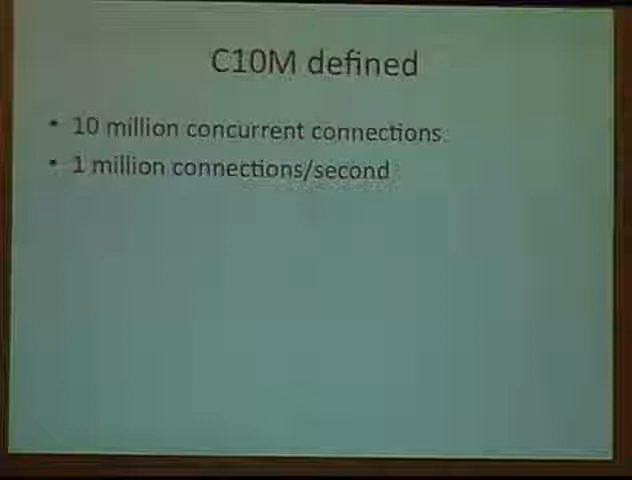 C10M defined
• 10 million concurrent connections
• 1 million connections/second